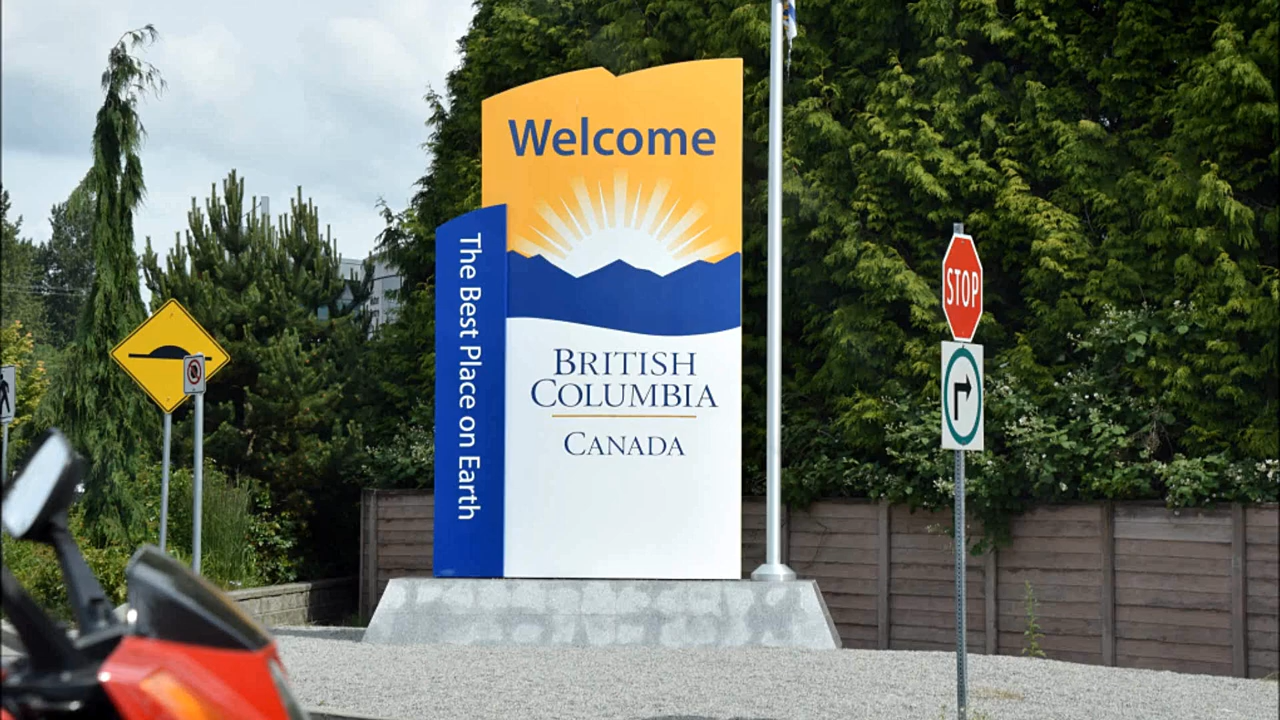 Welcome
The Best Place on Earth
BRITISH
COLUMBIA
CANADA
STOP